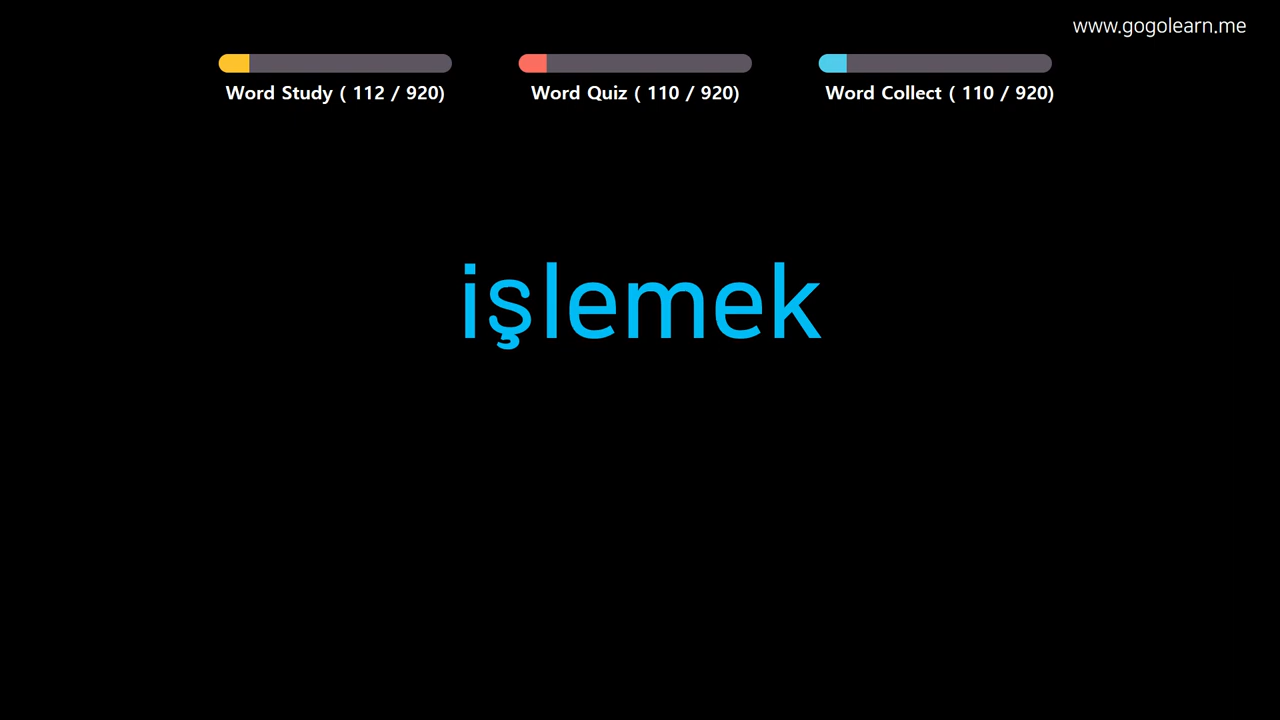 www.gogolearn.me
Word Study ( 112 / 920)
Word Quiz ( 110 / 920)
Word Collect ( 110 / 920)
işlemek